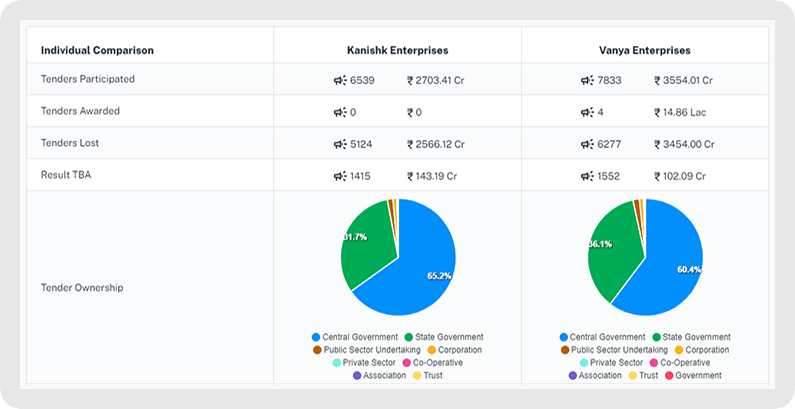 Individual Comparison Kanishk Enterprises Vanya Enterprises
Tenders Participated 6539 ₹ 2703.41 Cr 7833 ₹ 3554.01 Cr
Tenders Awarded 0 ₹ 0 4 ₹ 14.86 Lac
Tenders Lost 5124 ₹ 2566.12 Cr 6277 ₹ 3454.00 Cr
Result TBA 1415 ₹ 143.19 Cr 1552 ₹ 102.09 Cr
31.7% 36.1%
65.2% 60.4%
Tender Ownership
Central Government State Government Central Government State Government
Public Sector Undertaking Corporation Public Sector Undertaking Corporation
Private Sector Co-Operative Private Sector Co-Operative
Association Trust Association Trust Government